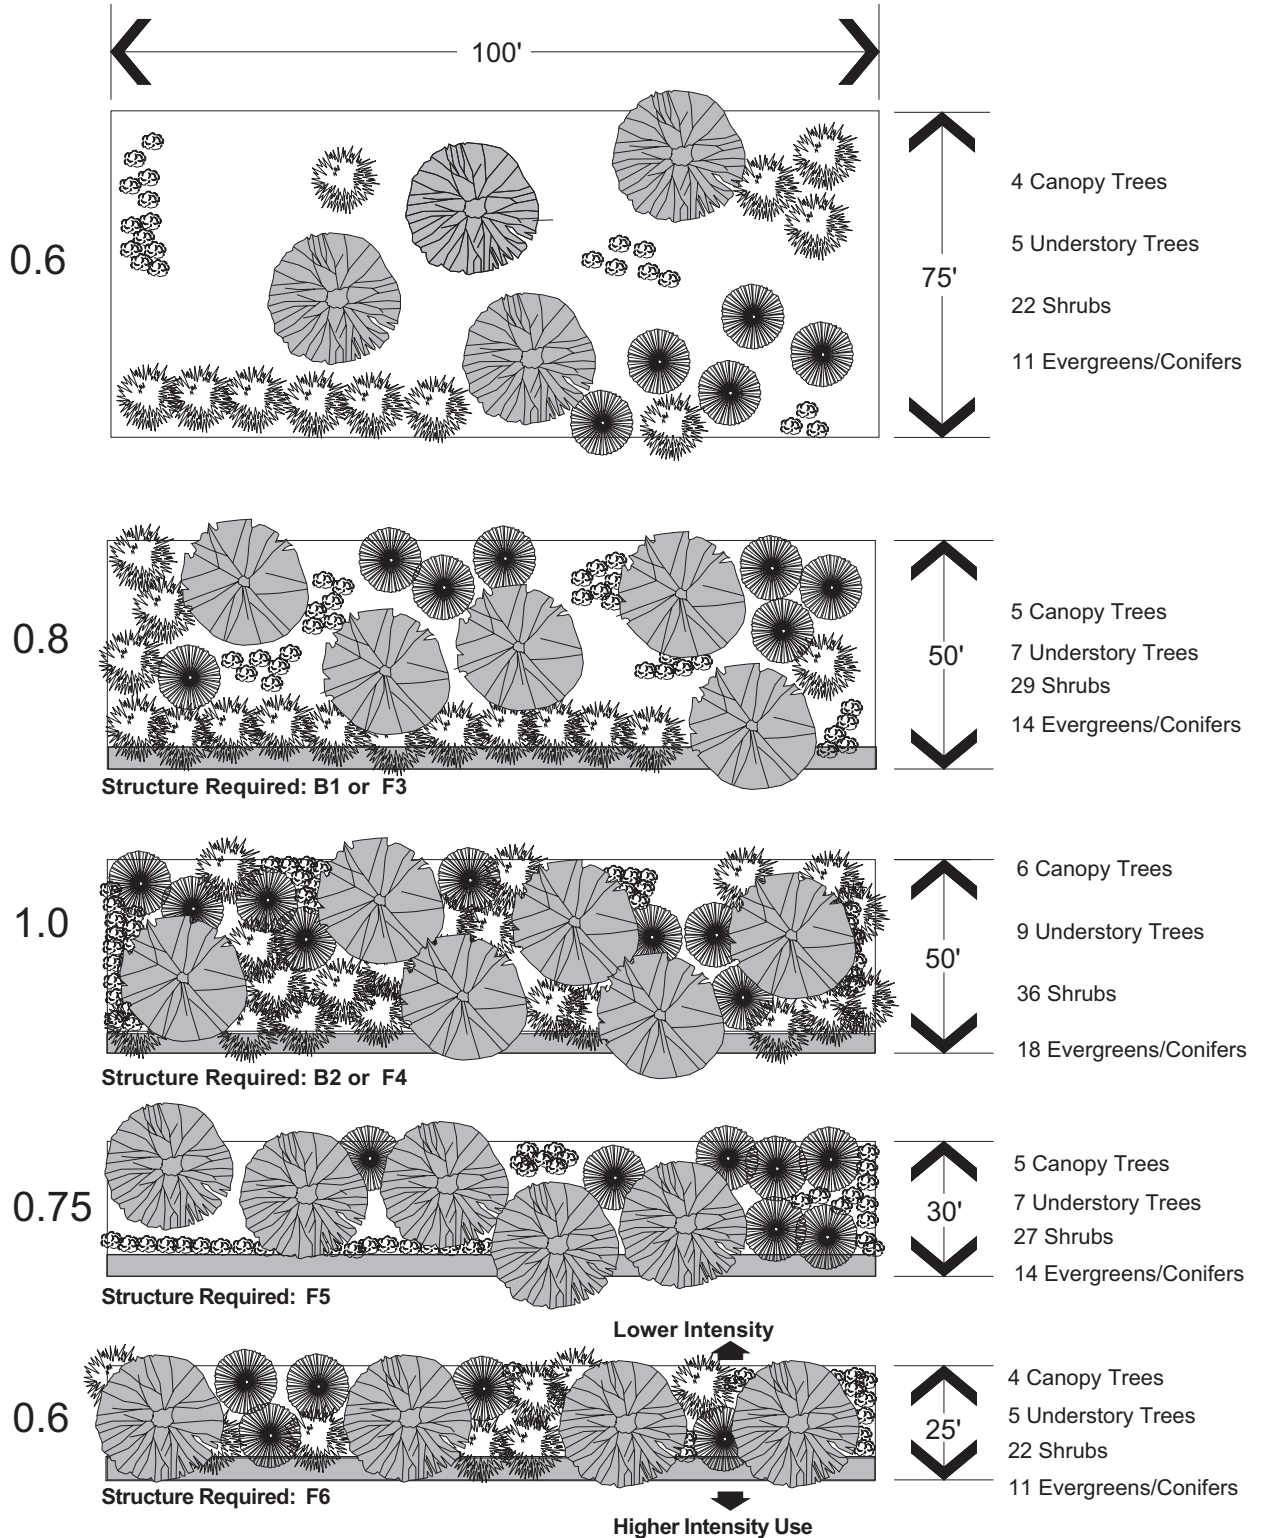 100'
0.6
75'
4 Canopy Trees
5 Understory Trees
22 Shrubs
11 Evergreens/Conifers
0.8
50'
5 Canopy Trees
7 Understory Trees
29 Shrubs
14 Evergreens/Conifers
Structure Required: B1 or F3
1.0
50'
6 Canopy Trees
9 Understory Trees
36 Shrubs
18 Evergreens/Conifers
Structure Required: B2 or F4
0.75
30'
5 Canopy Trees
7 Understory Trees
27 Shrubs
14 Evergreens/Conifers
Structure Required: F5
Lower Intensity
0.6
25'
4 Canopy Trees
5 Understory Trees
22 Shrubs
11 Evergreens/Conifers
Structure Required: F6
Higher Intensity Use